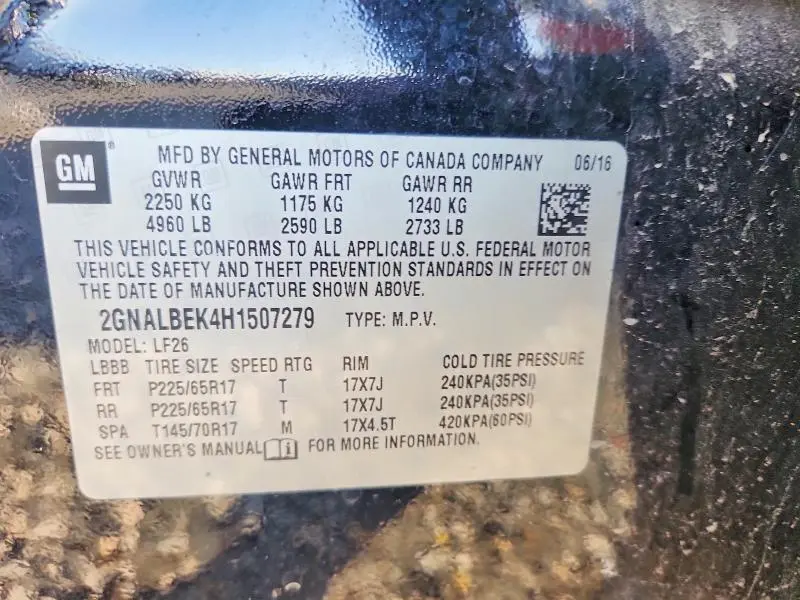 GM ® MFD BY GENERAL MOTORS OF CANADA COMPANY 06/16
GVWR GAWR FRT GAWR RR
2250 KG 1175 KG 1240 KG
4960 LB 2590 LB 2733 LB
THIS VEHICLE CONFORMS TO ALL APPLICABLE U.S. FEDERAL MOTOR
VEHICLE SAFETY AND THEFT PREVENTION STANDARDS IN EFFECT ON
THE DATE OF MANUFACTURE SHOWN ABOVE.
2GNALBEK4H1507279 TYPE: M.P.V.
MODEL: LF26
LBBB TIRE SIZE SPEED RTG RIM COLD TIRE PRESSURE
FRT P225/65R17 T 17X7J 240KPA(35PSI)
RR P225/65R17 T 17X7J 240KPA(35PSI)
SPA T145/70R17 M 17X4.5T 420KPA(60PSI)
SEE OWNER'S MANUAL i FOR MORE INFORMATION.